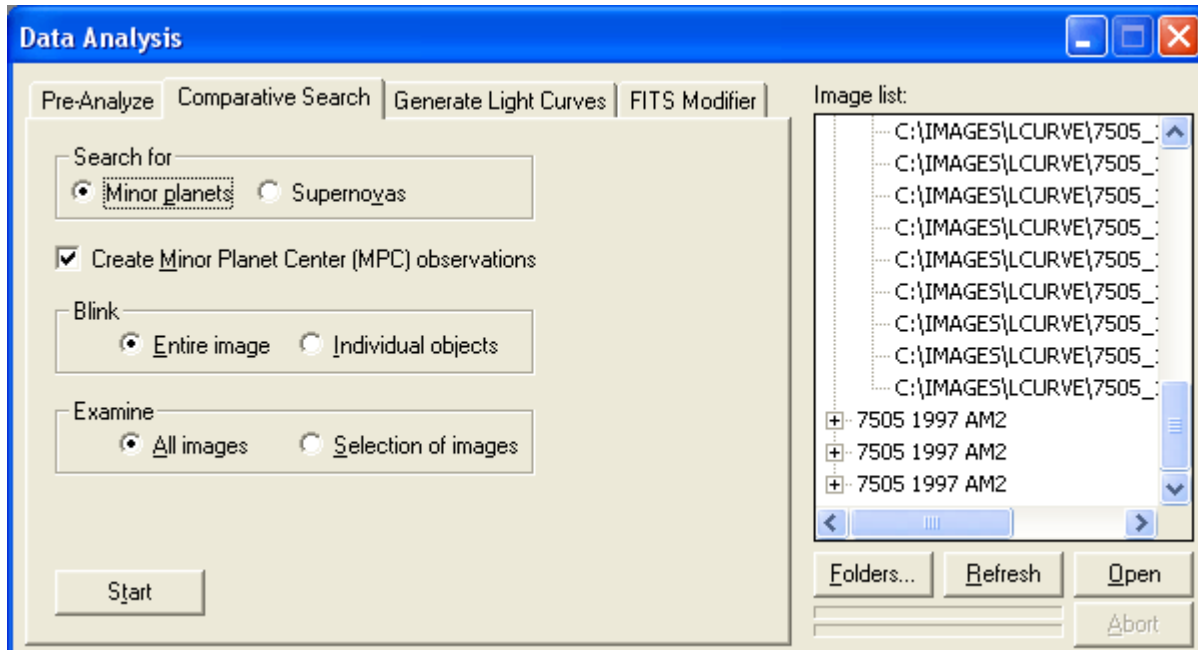 Data Analysis
Pre-Analyze
Comparative Search
Generate Light Curves
FITS Modifier
Search for
Minor planets
Supernovas
Create Minor Planet Center (MPC) observations
Blink
Entire image
Individual objects
Examine
All images
Selection of images
Start
Image list:
C:\IMAGES\LCURVE\7505_
C:\IMAGES\LCURVE\7505_
C:\IMAGES\LCURVE\7505_
C:\IMAGES\LCURVE\7505_
C:\IMAGES\LCURVE\7505_
C:\IMAGES\LCURVE\7505_
C:\IMAGES\LCURVE\7505_
C:\IMAGES\LCURVE\7505_
C:\IMAGES\LCURVE\7505_
7505 1997 AM2
7505 1997 AM2
7505 1997 AM2
Folders...
Refresh
Open
Abort